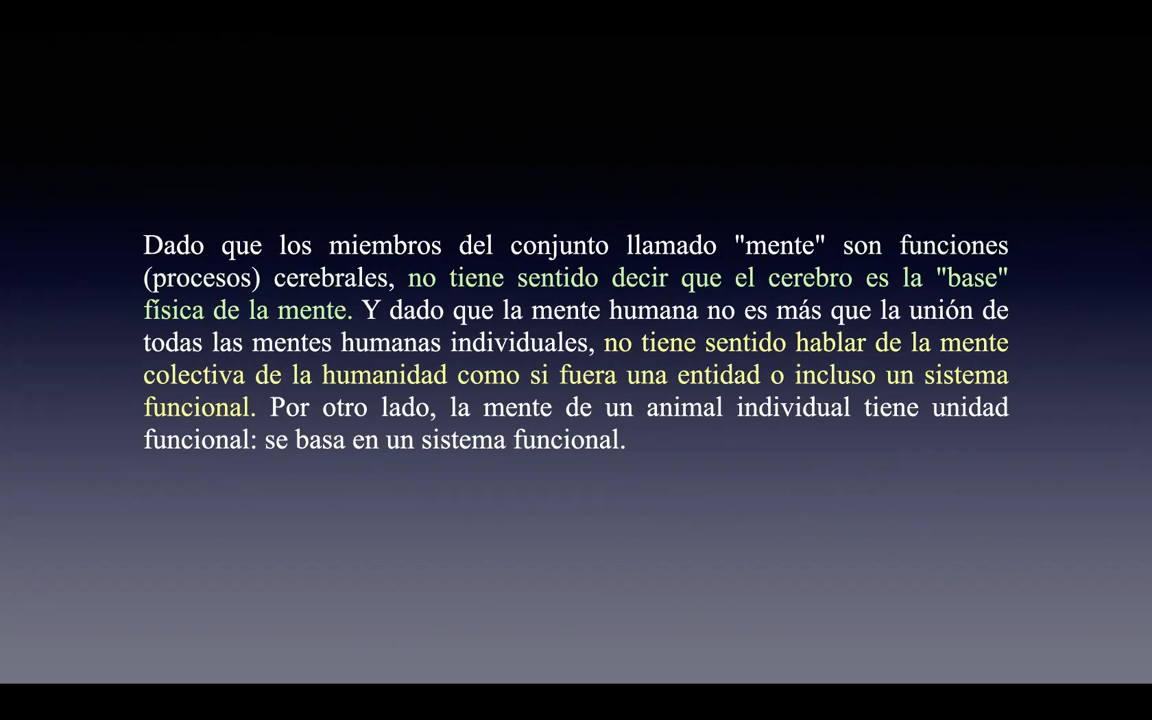 Dado que los miembros del conjunto llamado "mente" son funciones
(procesos) cerebrales, no tiene sentido decir que el cerebro es la "base"
física de la mente. Y dado que la mente humana no es más que la unión de
todas las mentes humanas individuales, no tiene sentido hablar de la mente
colectiva de la humanidad como si fuera una entidad o incluso un sistema
funcional. Por otro lado, la mente de un animal individual tiene unidad
funcional: se basa en un sistema funcional.